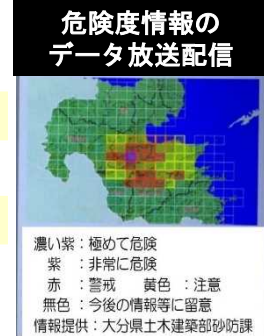 危険度情報の
データ放送配信
濃い紫：極めて危険
紫　：非常に危険
赤　：警戒　黄色　：注意
無色：今後の情報等に留意
情報提供：大分県土木建築部砂防課